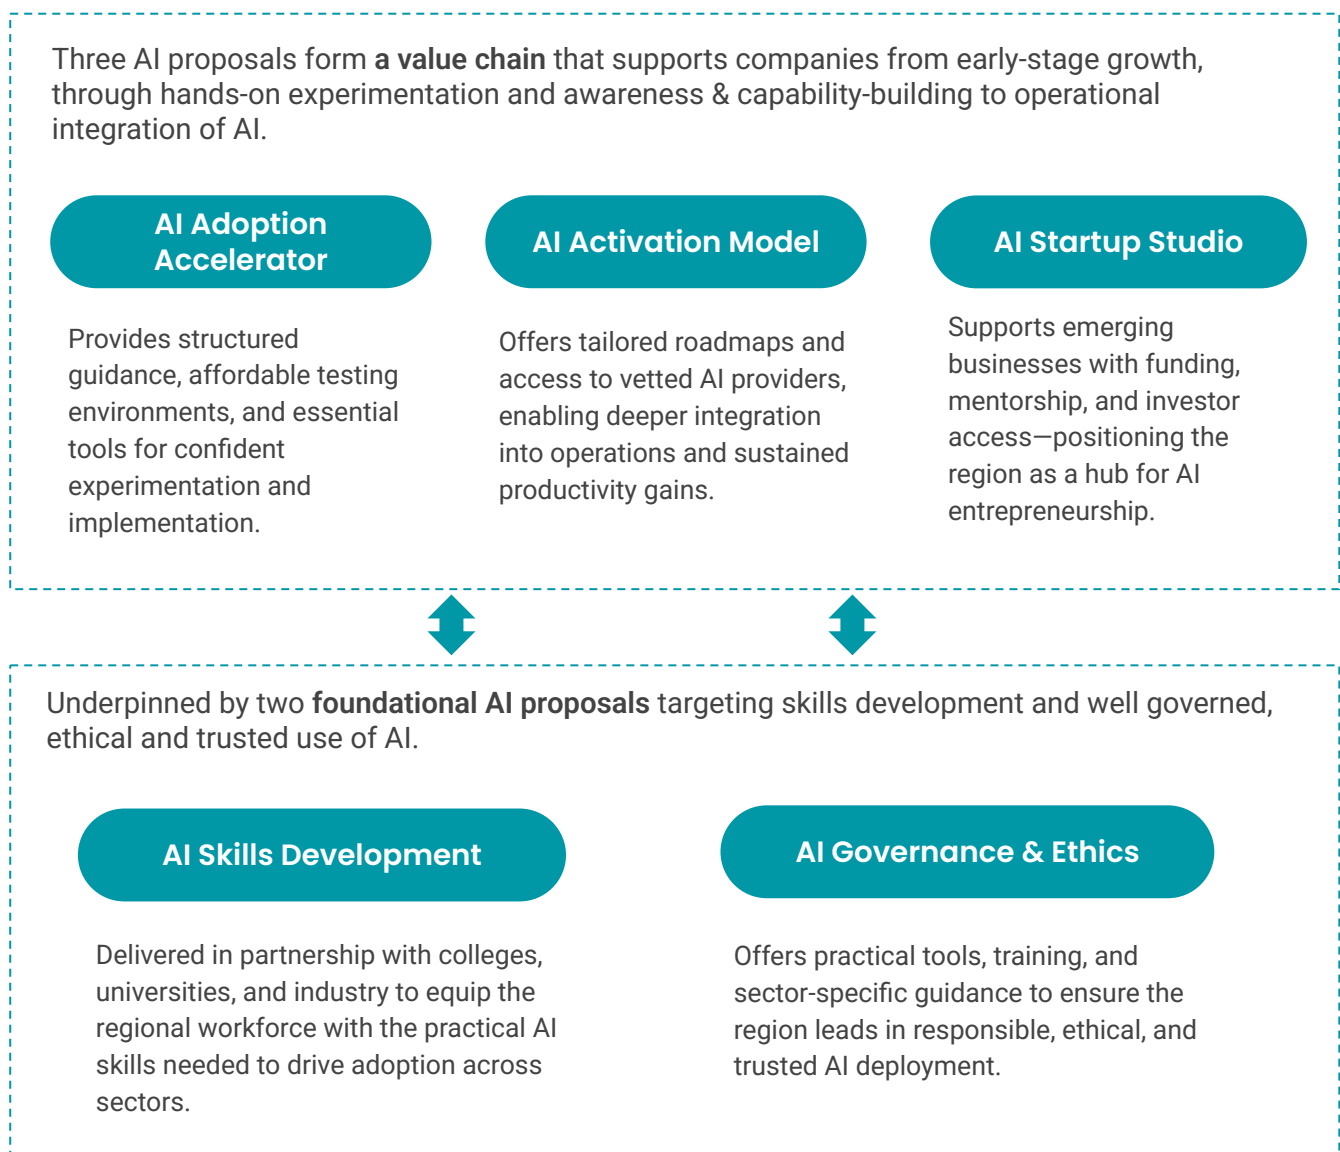 Three AI proposals form a value chain that supports companies from early-stage growth,
through hands-on experimentation and awareness & capability-building to operational
integration of AI.
AI Adoption
Accelerator
Provides structured
guidance, affordable testing
environments, and essential
tools for confident
experimentation and
implementation.
AI Activation Model
Offers tailored roadmaps and
access to vetted AI providers,
enabling deeper integration
into operations and sustained
productivity gains.
AI Startup Studio
Supports emerging
businesses with funding,
mentorship, and investor
access—positioning the
region as a hub for AI
entrepreneurship.
Underpinned by two foundational AI proposals targeting skills development and well governed,
ethical and trusted use of AI.
AI Skills Development
Delivered in partnership with colleges,
universities, and industry to equip the
regional workforce with the practical AI
skills needed to drive adoption across
sectors.
AI Governance & Ethics
Offers practical tools, training, and
sector-specific guidance to ensure the
region leads in responsible, ethical, and
trusted AI deployment.